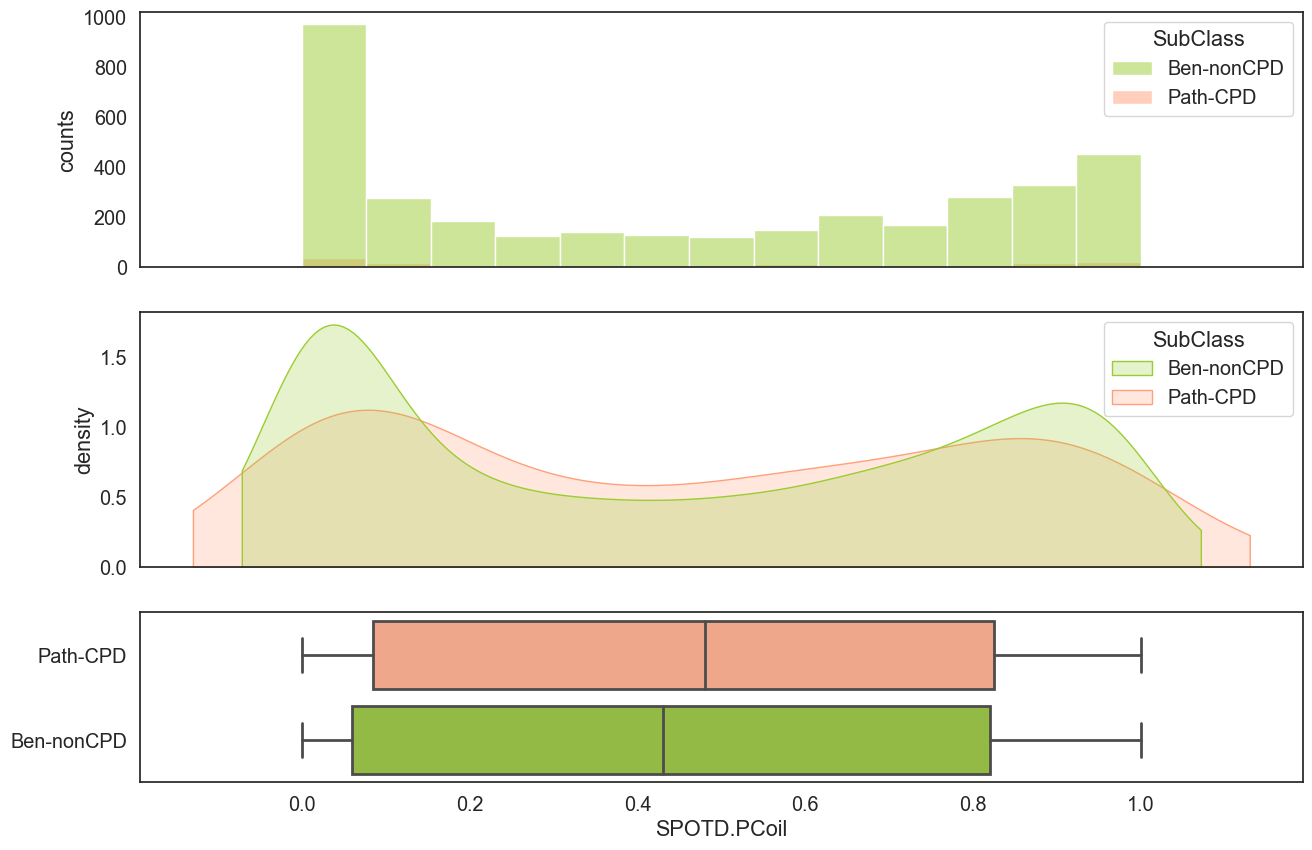 1000
800
600
400
200
0
counts
SubClass
Ben-nonCPD
Path-CPD
1.5
1.0
0.5
0.0
density
SubClass
Ben-nonCPD
Path-CPD
Path-CPD
Ben-nonCPD
0.0 0.2 0.4 0.6 0.8 1.0
SPOTD.PCoil